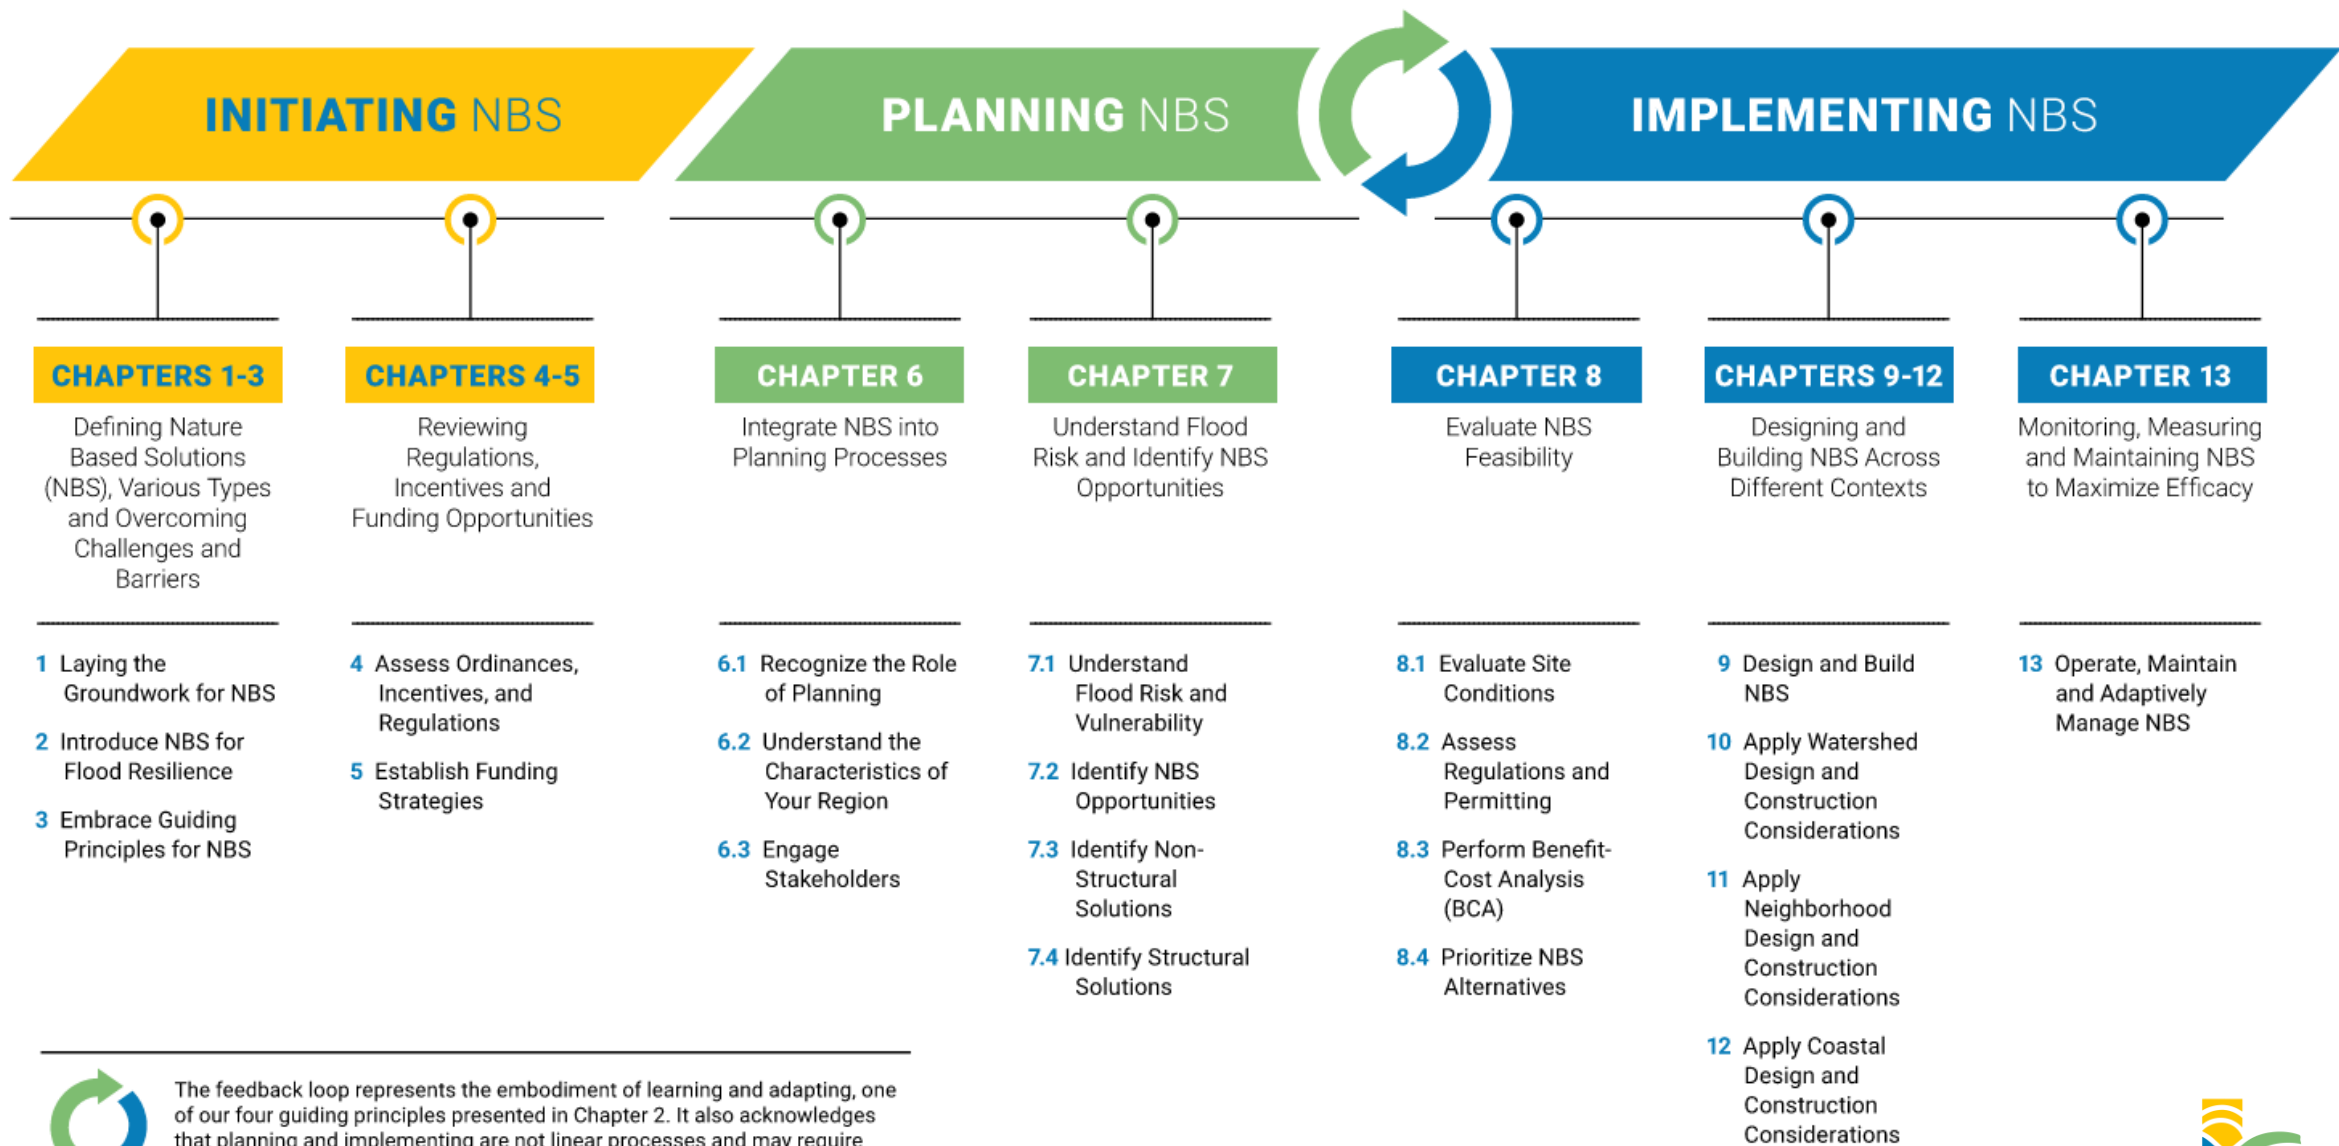 INITIATING NBS
PLANNING NBS
IMPLEMENTING NBS
CHAPTERS 1-3
Defining Nature
Based Solutions
(NBS), Various Types
and Overcoming
Challenges and
Barriers
1 Laying the
Groundwork for NBS
2 Introduce NBS for
Flood Resilience
3 Embrace Guiding
Principles for NBS
CHAPTERS 4-5
Reviewing
Regulations,
Incentives and
Funding Opportunities
4 Assess Ordinances,
Incentives, and
Regulations
5 Establish Funding
Strategies
CHAPTER 6
Integrate NBS into
Planning Processes
6.1 Recognize the Role
of Planning
6.2 Understand the
Characteristics of
Your Region
6.3 Engage
Stakeholders
CHAPTER 7
Understand Flood
Risk and Identify NBS
Opportunities
7.1 Understand
Flood Risk and
Vulnerability
7.2 Identify NBS
Opportunities
7.3 Identify Non-
Structural
Solutions
7.4 Identify Structural
Solutions
CHAPTER 8
Evaluate NBS
Feasibility
8.1 Evaluate Site
Conditions
8.2 Assess
Regulations and
Permitting
8.3 Perform Benefit-
Cost Analysis
(BCA)
8.4 Prioritize NBS
Alternatives
CHAPTERS 9-12
Designing and
Building NBS Across
Different Contexts
9 Design and Build
NBS
10 Apply Watershed
Design and
Construction
Considerations
11 Apply
Neighborhood
Design and
Construction
Considerations
12 Apply Coastal
Design and
Construction
Considerations
CHAPTER 13
Monitoring, Measuring
and Maintaining NBS
to Maximize Efficacy
13 Operate, Maintain
and Adaptively
Manage NBS
The feedback loop represents the embodiment of learning and adapting, one
of our four guiding principles presented in Chapter 2. It also acknowledges
that planning and implementing are not linear processes and may require